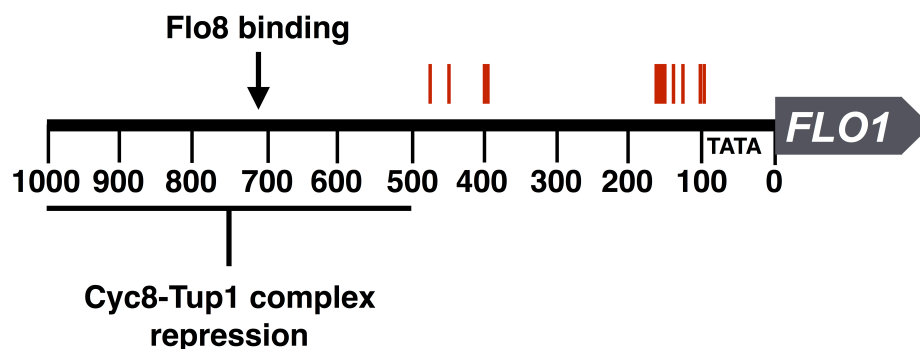 Flo8 binding
FLO1
TATA
1000 900 800 700 600 500 400 300 200 100 0
Cyc8-Tup1 complex
repression